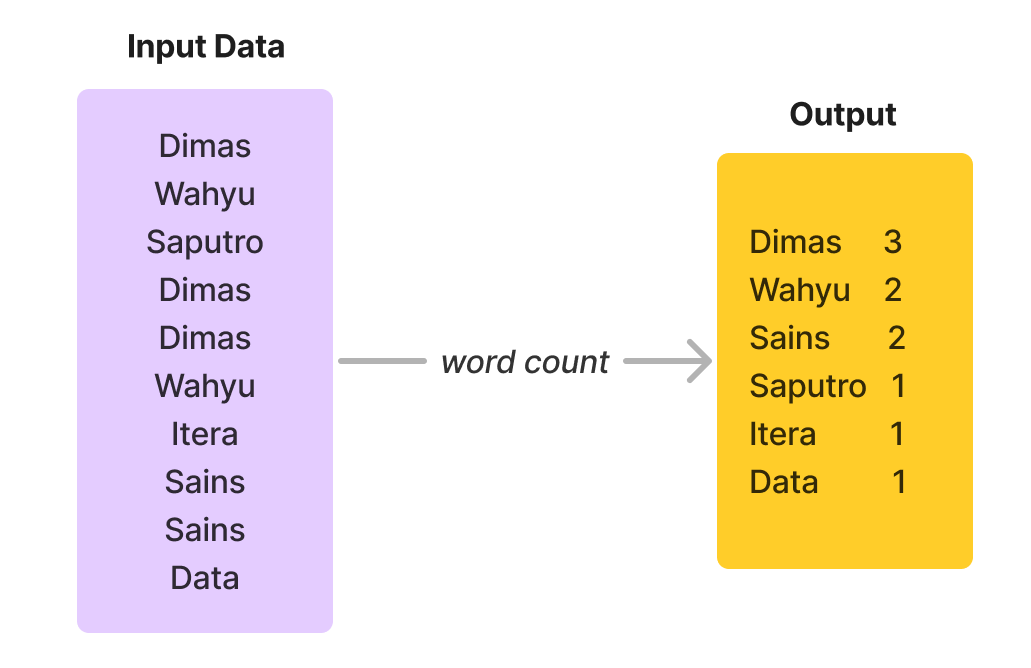 Input Data
Dimas
Wahyu
Saputro
Dimas
Dimas
Wahyu
Itera
Sains
Sains
Data
word count
Output
Dimas 3
Wahyu 2
Sains 2
Saputro 1
Itera 1
Data 1